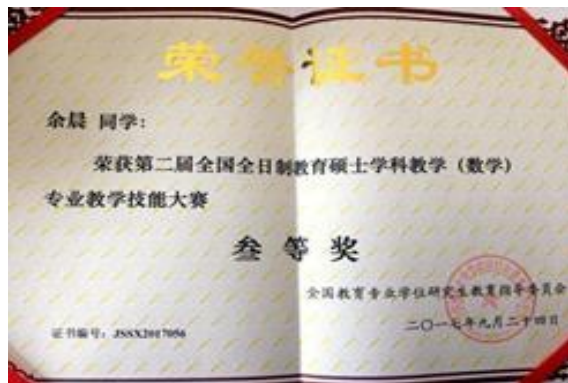 荣誉证书
余晨 同学:
荣获第二届全国全日制教育硕士学科教学（数学）
专业教学技能大赛
叁等奖
全国教育专业学位研究生教育指导委员会
二〇一七年九月二十四日
证书编号：JSSX2017056